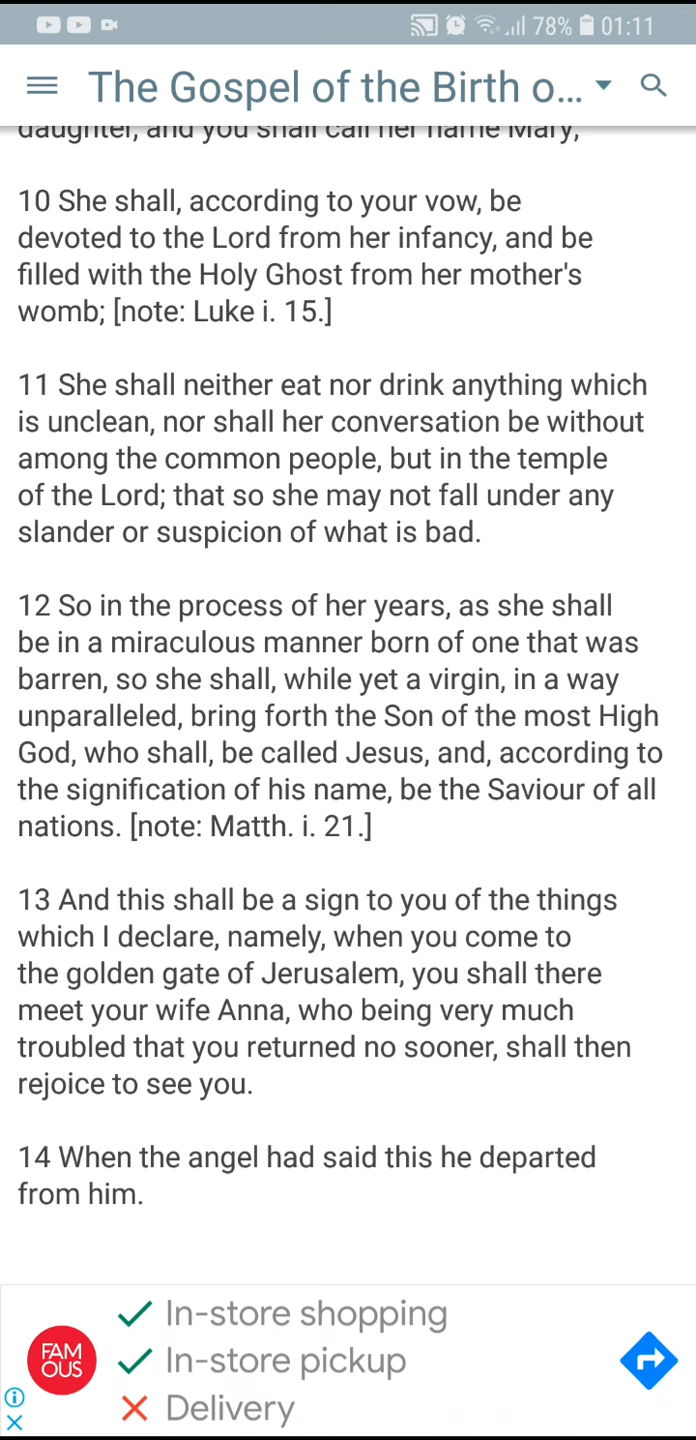 78% 01:11
The Gospel of the Birth o...
daughter, and you shall call her name Mary,
10 She shall, according to your vow, be
devoted to the Lord from her infancy, and be
filled with the Holy Ghost from her mother's
womb; [note: Luke i. 15.]
11 She shall neither eat nor drink anything which
is unclean, nor shall her conversation be without
among the common people, but in the temple
of the Lord; that so she may not fall under any
slander or suspicion of what is bad.
12 So in the process of her years, as she shall
be in a miraculous manner born of one that was
barren, so she shall, while yet a virgin, in a way
unparalleled, bring forth the Son of the most High
God, who shall, be called Jesus, and, according to
the signification of his name, be the Saviour of all
nations. [note: Matth. i. 21.]
13 And this shall be a sign to you of the things
which I declare, namely, when you come to
the golden gate of Jerusalem, you shall there
meet your wife Anna, who being very much
troubled that you returned no sooner, shall then
rejoice to see you.
14 When the angel had said this he departed
from him.
FAM
OUS
In-store shopping
In-store pickup
Delivery